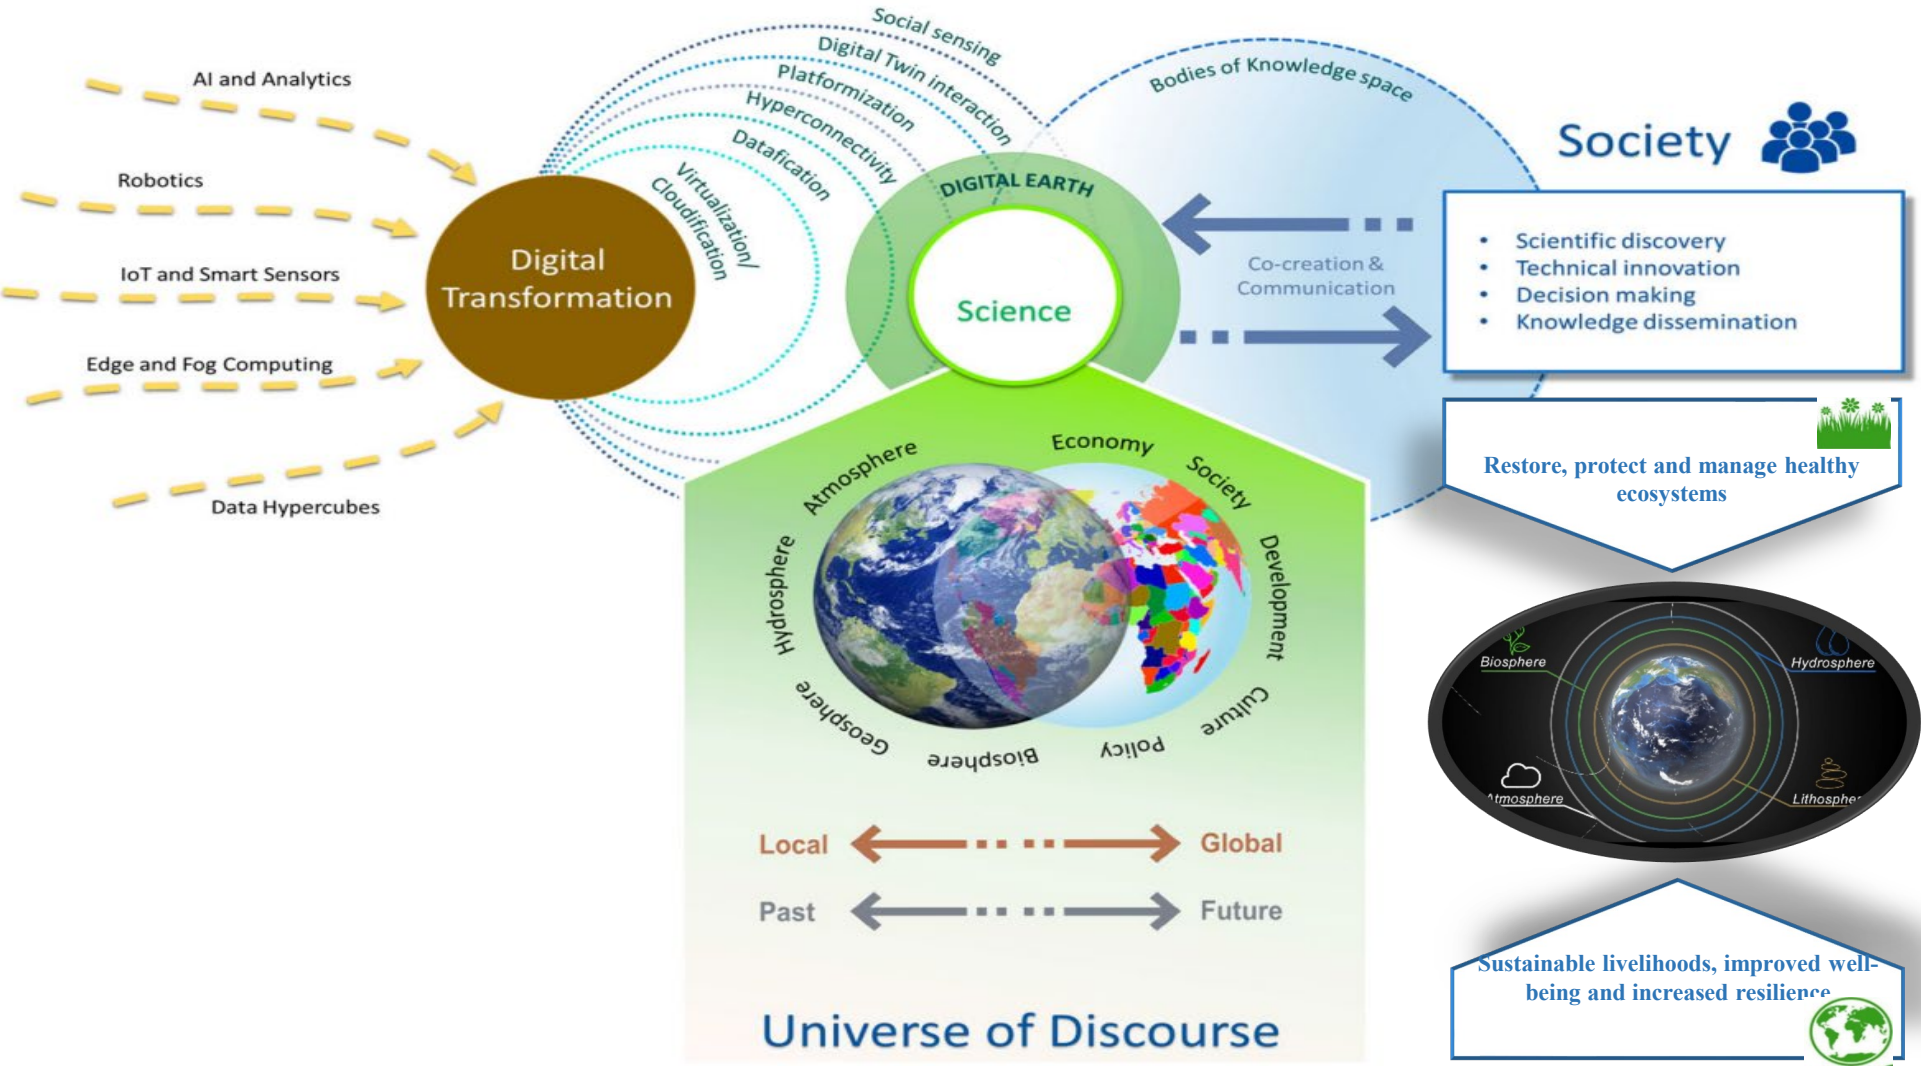 Social sensing
Digital Twin interaction
Platformization
Hyperconnectivity
Datafication
Virtualization/
Cloudification
AI and Analytics
Robotics
IoT and Smart Sensors
Edge and Fog Computing
Data Hypercubes
Digital
Transformation
DIGITAL EARTH
Science
Bodies of Knowledge space
Co-creation &
Communication
Society
• Scientific discovery
• Technical innovation
• Decision making
• Knowledge dissemination
Restore, protect and manage healthy
ecosystems
Biosphere
Hydrosphere
Atmosphere
Lithosphe
Sustainable livelihoods, improved well-
being and increased resilience
Atmosphere
Hydrosphere
Geosphere
Biosphere
Economy
Society
Development
Culture
Policy
Local
Global
Past
Future
Universe of Discourse